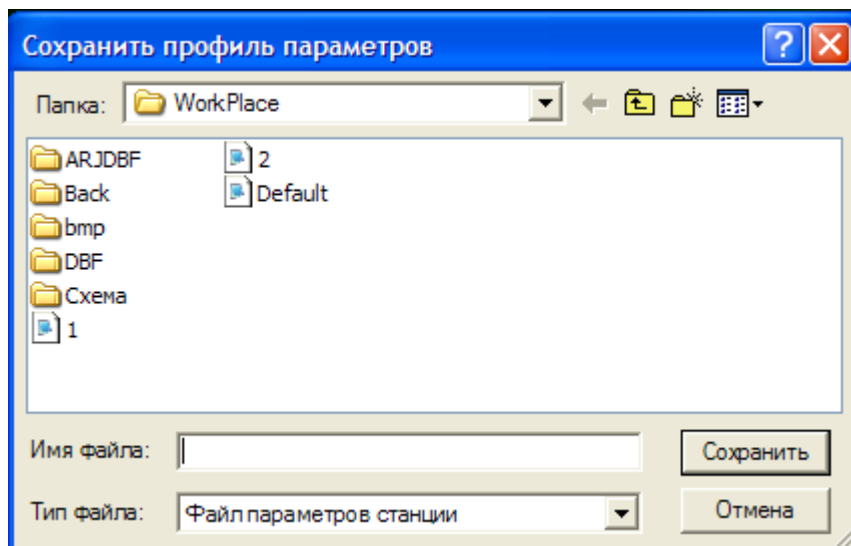 Сохранить профиль параметров
Папка: WorkPlace
ARJDBF 2
Back Default
bmp
DBF
Схема
1
Имя файла: Сохранить
Тип файла: Файл параметров станции Отмена